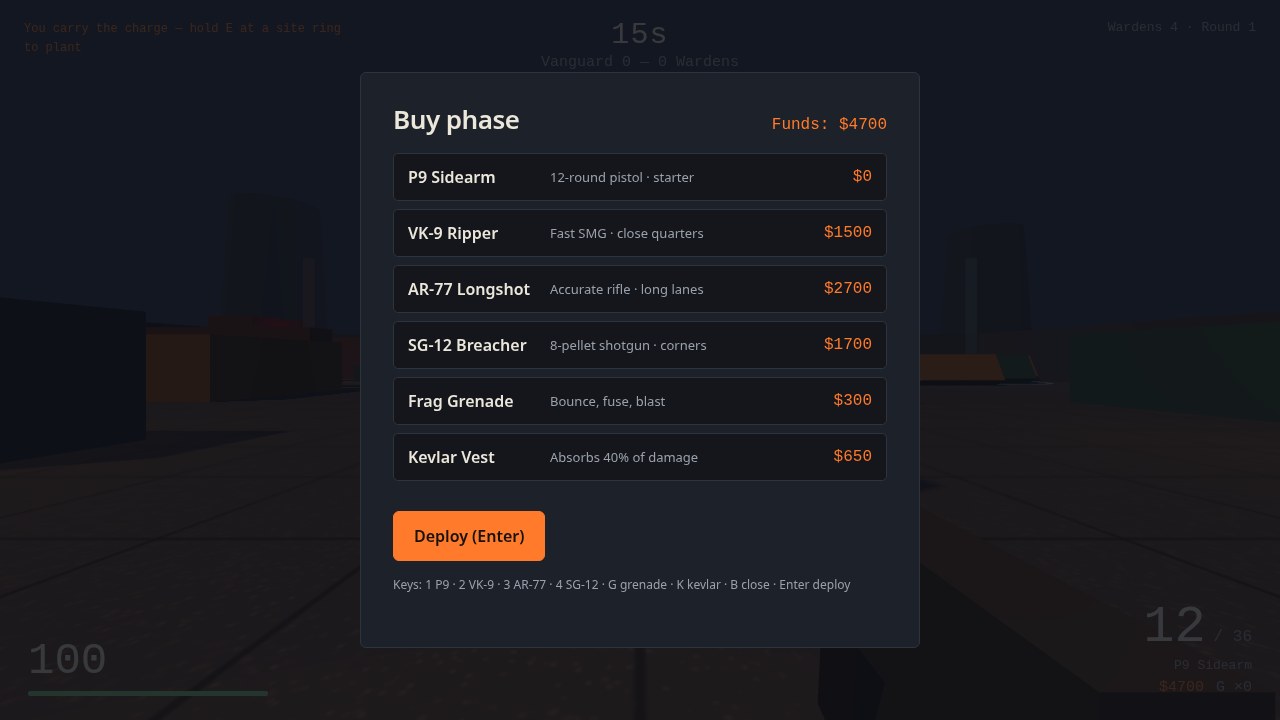 You carry the charge — hold E at a site ring
to plant
15s
Vanguard 0 — 0 Wardens
Wardens 4 · Round 1
Buy phase
Funds: $4700
P9 Sidearm 12-round pistol · starter $0
VK-9 Ripper Fast SMG · close quarters $1500
AR-77 Longshot Accurate rifle · long lanes $2700
SG-12 Breacher 8-pellet shotgun · corners $1700
Frag Grenade Bounce, fuse, blast $300
Kevlar Vest Absorbs 40% of damage $650
Deploy (Enter)
Keys: 1 P9 · 2 VK-9 · 3 AR-77 · 4 SG-12 · G grenade · K kevlar · B close · Enter deploy
100
12 / 36
P9 Sidearm
$4700 G ×0